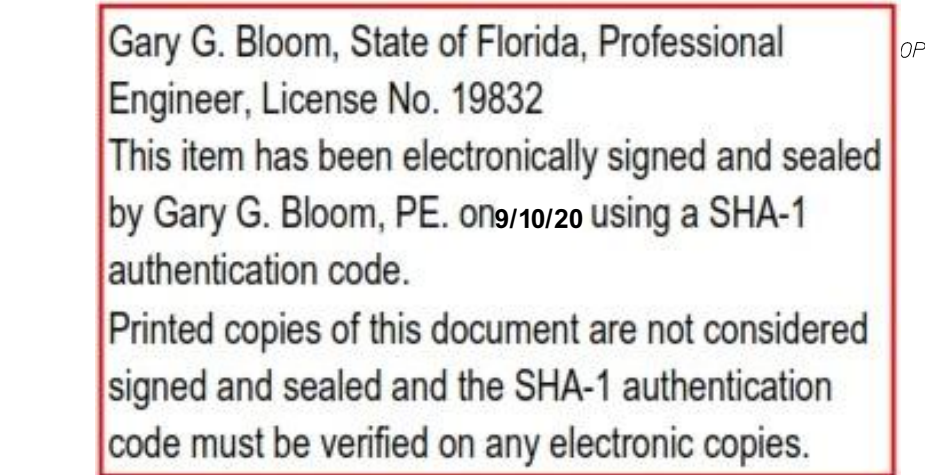 Gary G. Bloom, State of Florida, Professional
Engineer, License No. 19832
This item has been electronically signed and sealed
by Gary G. Bloom, PE. on9/10/20 using a SHA-1
authentication code.
Printed copies of this document are not considered
signed and sealed and the SHA-1 authentication
code must be verified on any electronic copies.
OP